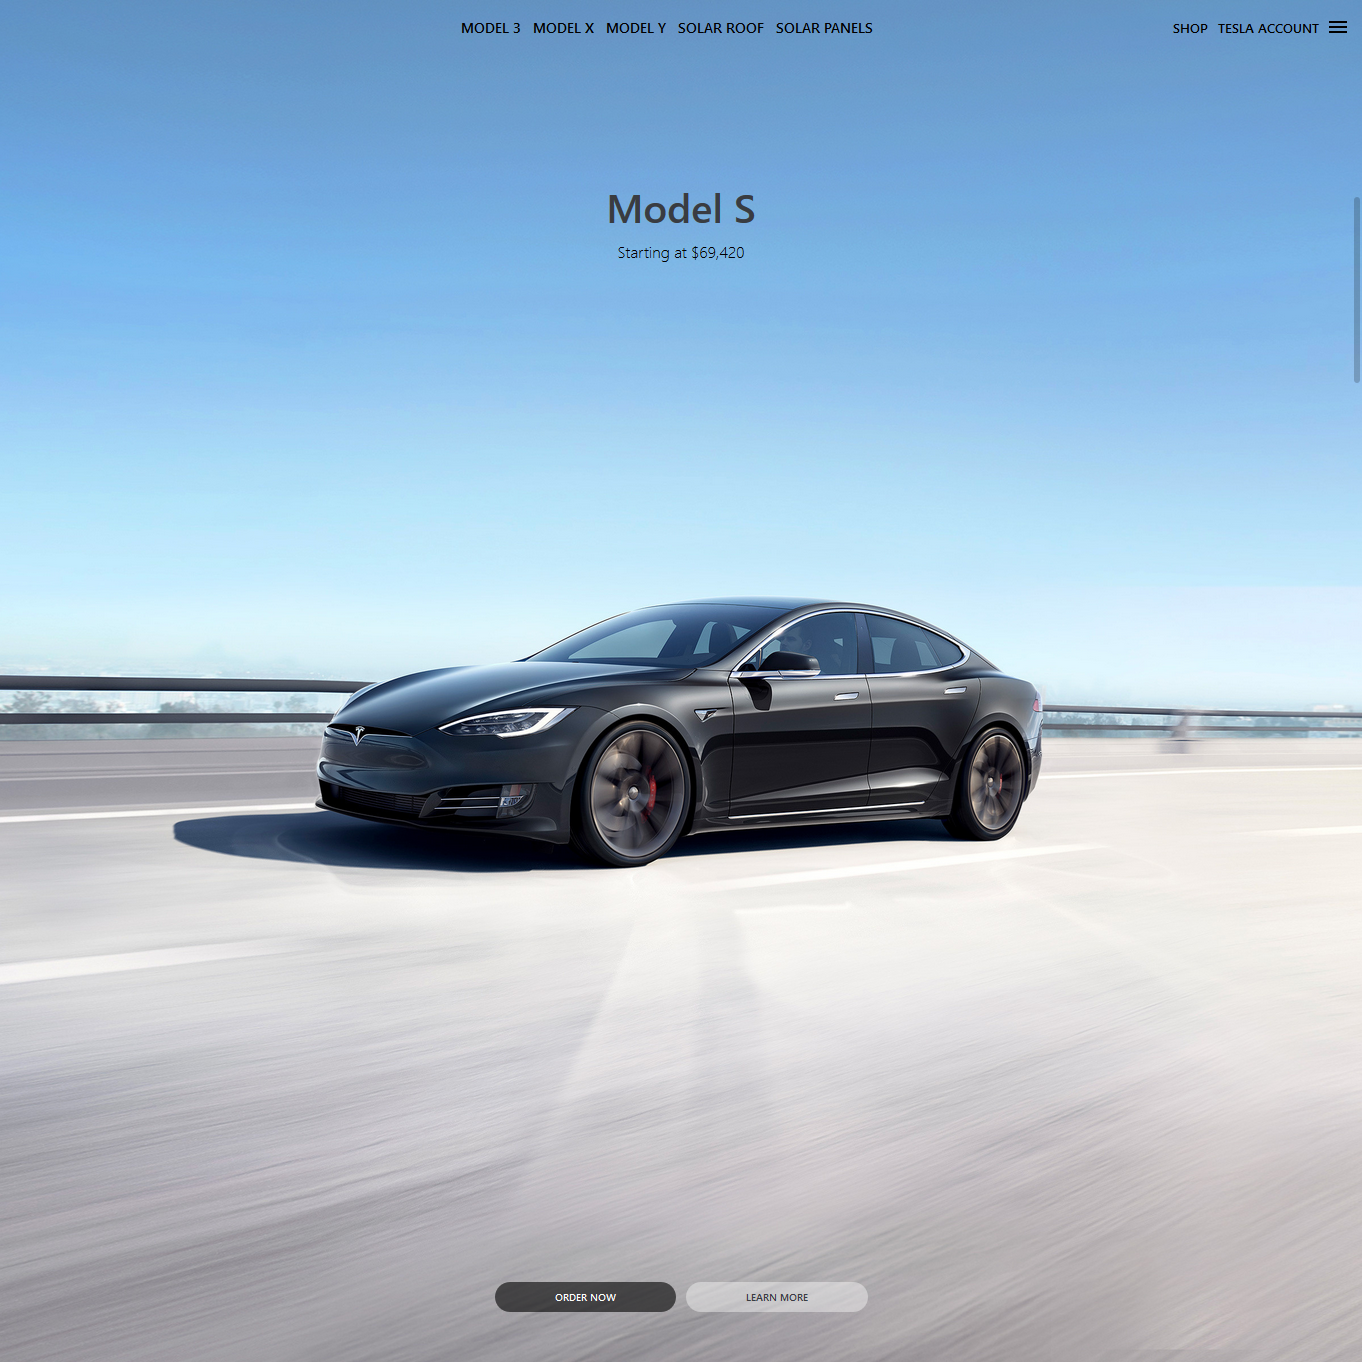 MODEL 3 MODEL X MODEL Y SOLAR ROOF SOLAR PANELS SHOP TESLA ACCOUNT
Model S
Starting at $69,420
ORDER NOW LEARN MORE